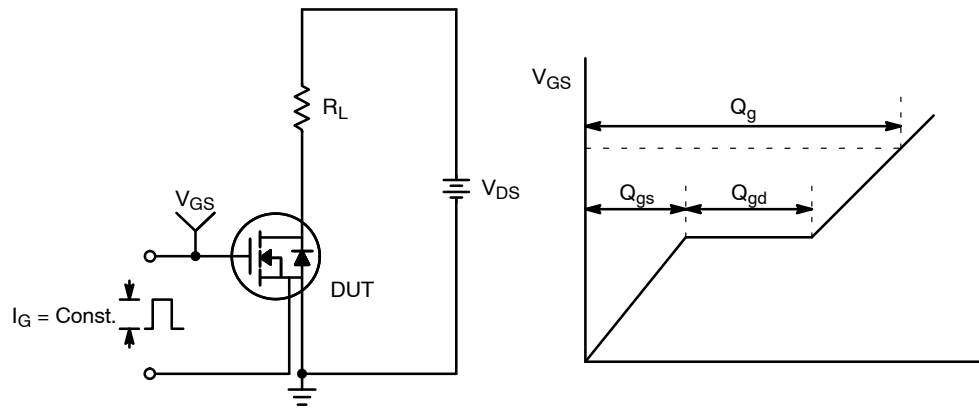 R_L
V_GS
V_DS
DUT
I_G = Const.
V_GS
Q_g
Q_gs
Q_gd